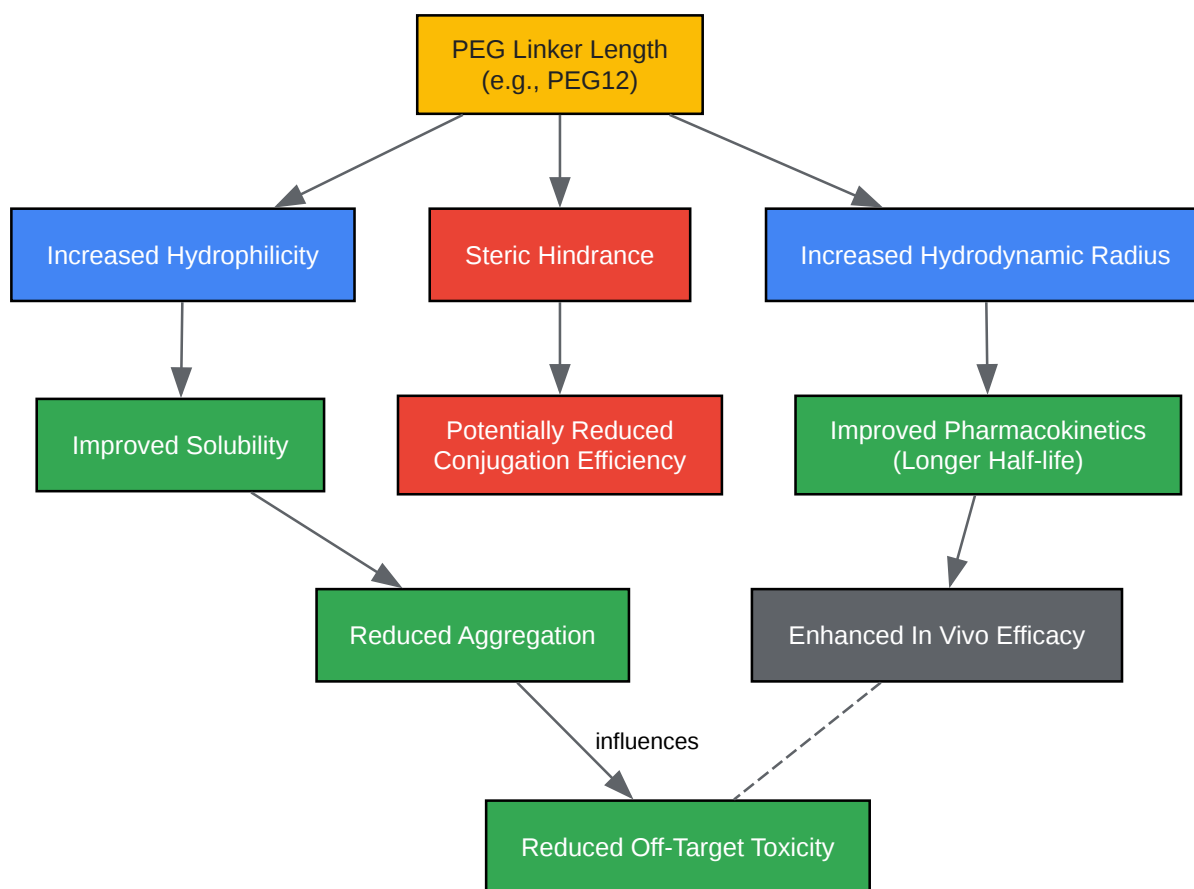 PEG Linker Length
(e.g., PEG12)
Increased Hydrophilicity
Steric Hindrance
Increased Hydrodynamic Radius
Improved Solubility
Potentially Reduced
Conjugation Efficiency
Improved Pharmacokinetics
(Longer Half-life)
Reduced Aggregation
Enhanced In Vivo Efficacy
influences
Reduced Off-Target Toxicity